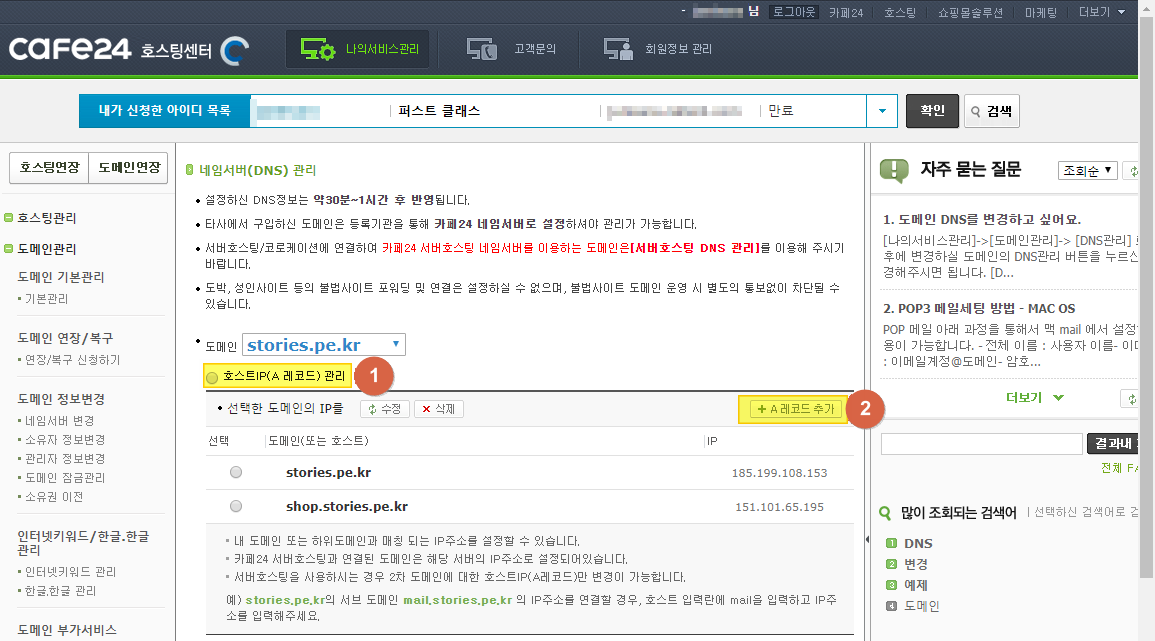 님 로그아웃 카페24 호스팅 쇼핑몰솔루션 마케팅 더보기
cafe24 호스팅센터
나의서비스관리
고객문의
회원정보 관리
내가 신청한 아이디 목록
퍼스트 클래스
만료
확인
검색
호스팅연장
도메인연장
호스팅관리
도메인관리
도메인 기본관리
기본관리
도메인 연장/복구
연장/복구 신청하기
도메인 정보변경
네임서버 변경
소유자 정보변경
관리자 정보변경
도메인 잠금관리
소유권 이전
인터넷키워드/한글.한글
관리
인터넷키워드 관리
한글.한글 관리
도메인 부가서비스
네임서버(DNS) 관리
• 설정하신 DNS정보는 약30분~1시간 후 반영됩니다.
• 타사에서 구입하신 도메인은 등록기관을 통해 카페24 네임서버로 설정하셔야 관리가 가능합니다.
• 서버호스팅/코로케이션에 연결하여 카페24 서버호스팅 네임서버를 이용하는 도메인은[서버호스팅 DNS 관리]를 이용해 주시기
바랍니다.
• 도박, 성인사이트 등의 불법사이트 포워딩 및 연결은 설정하실 수 없으며, 불법사이트 도메인 운영 시 별도의 통보없이 차단될 수
있습니다.
• 도메인 stories.pe.kr
호스트IP(A 레코드) 관리
1
• 선택한 도메인의 IP를 수정 삭제
+ A 레코드 추가
2
선택 도메인(또는 호스트) IP
stories.pe.kr 185.199.108.153
shop.stories.pe.kr 151.101.65.195
내 도메인 또는 하위도메인과 매칭 되는 IP주소를 설정할 수 있습니다.
카페24 서버호스팅과 연결된 도메인은 해당 서버의 IP주소로 설정되어있습니다.
서버호스팅을 사용하시는 경우 2차 도메인에 대한 호스트IP(A레코드)만 변경이 가능합니다.
예) stories.pe.kr의 서브 도메인 mail.stories.pe.kr 의 IP주소를 연결할 경우, 호스트 입력란에 mail을 입력하고 IP주
소를 입력해주세요.
자주 묻는 질문
조회순
1. 도메인 DNS를 변경하고 싶어요.
[나의서비스관리]->[도메인관리]-> [DNS관리]
후에 변경하실 도메인의 DNS관리 버튼을 누르신
경해주시면 됩니다. [D...
2. POP3 메일세팅 방법 - MAC OS
POP 메일 아래 과정을 통해서 맥 mail 에서 설정
용이 가능합니다. - 전체 이름 : 사용자 이름- 이
: 이메일계정@도메인- 암호...
더보기
결과내
전체 FA
많이 조회되는 검색어 선택하신 검색어로
1 DNS
2 변경
3 예제
4 도메인